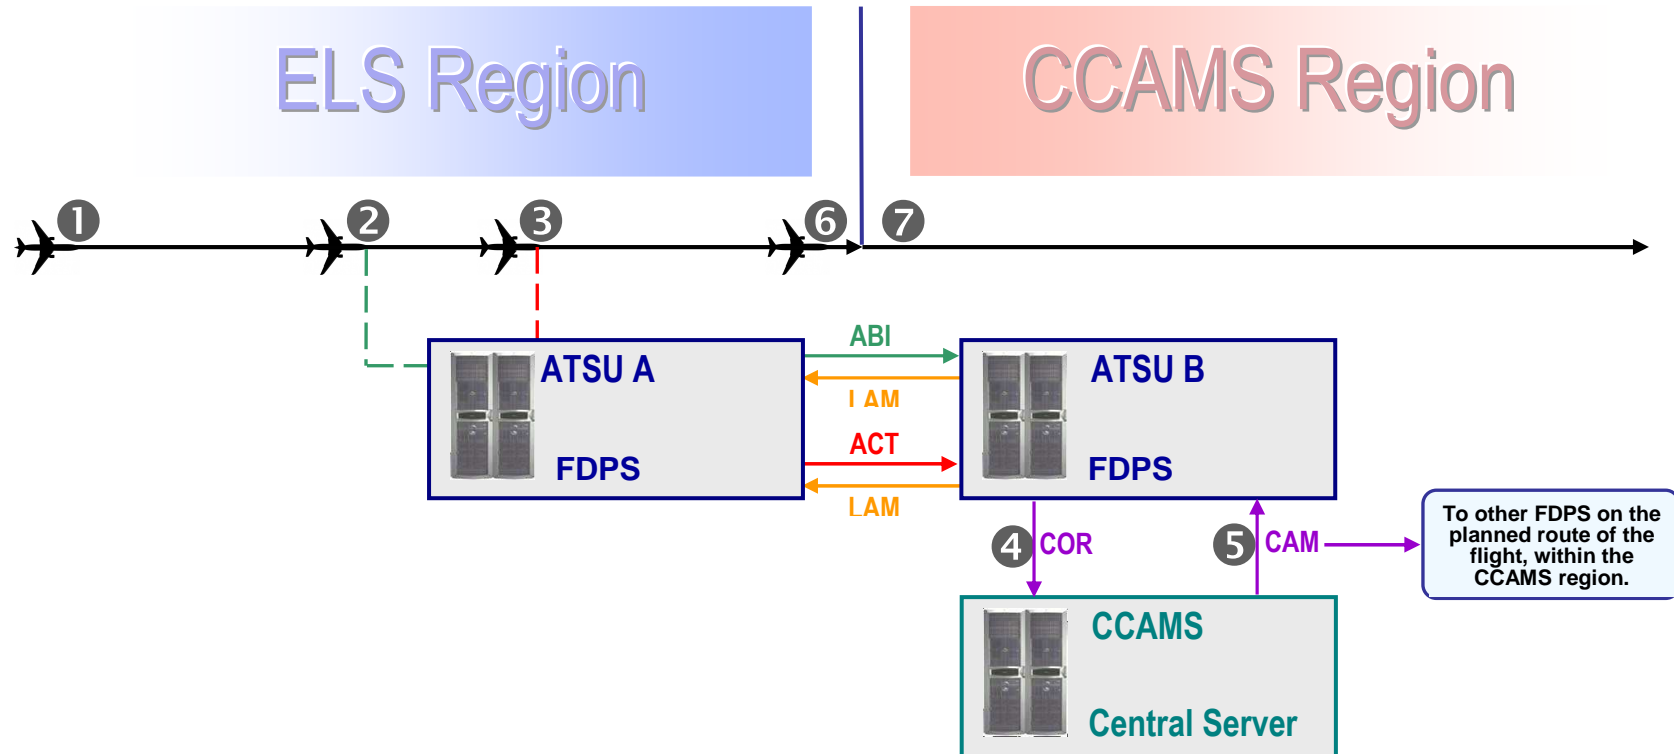 ELS Region
CCAMS Region
1
2
3
6
7
ABI
ATSU A
ATSU B
LAM
ACT
FDPS
FDPS
LAM
4
COR
5
CAM
To other FDPS on the
planned route of the
flight, within the
CCAMS region.
CCAMS
Central Server